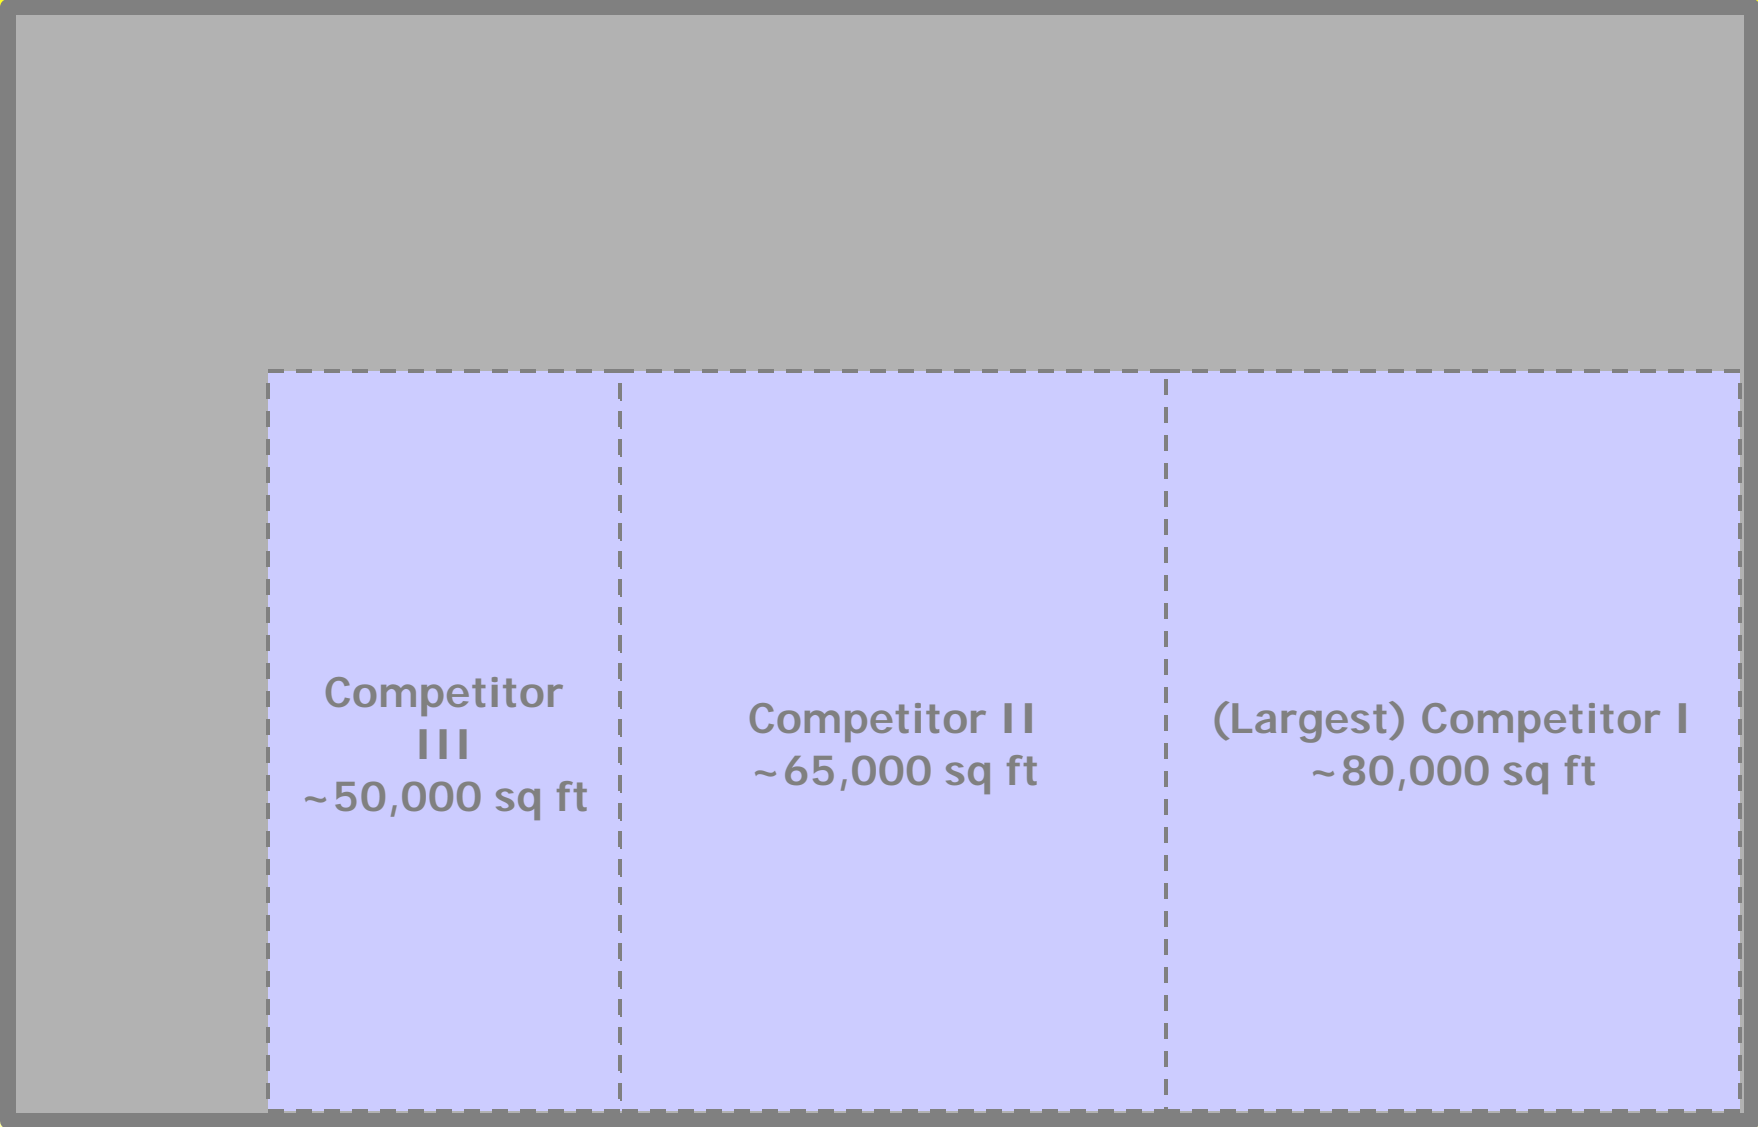 Competitor
III
~50,000 sq ft
Competitor II
~65,000 sq ft
(Largest) Competitor I
~80,000 sq ft